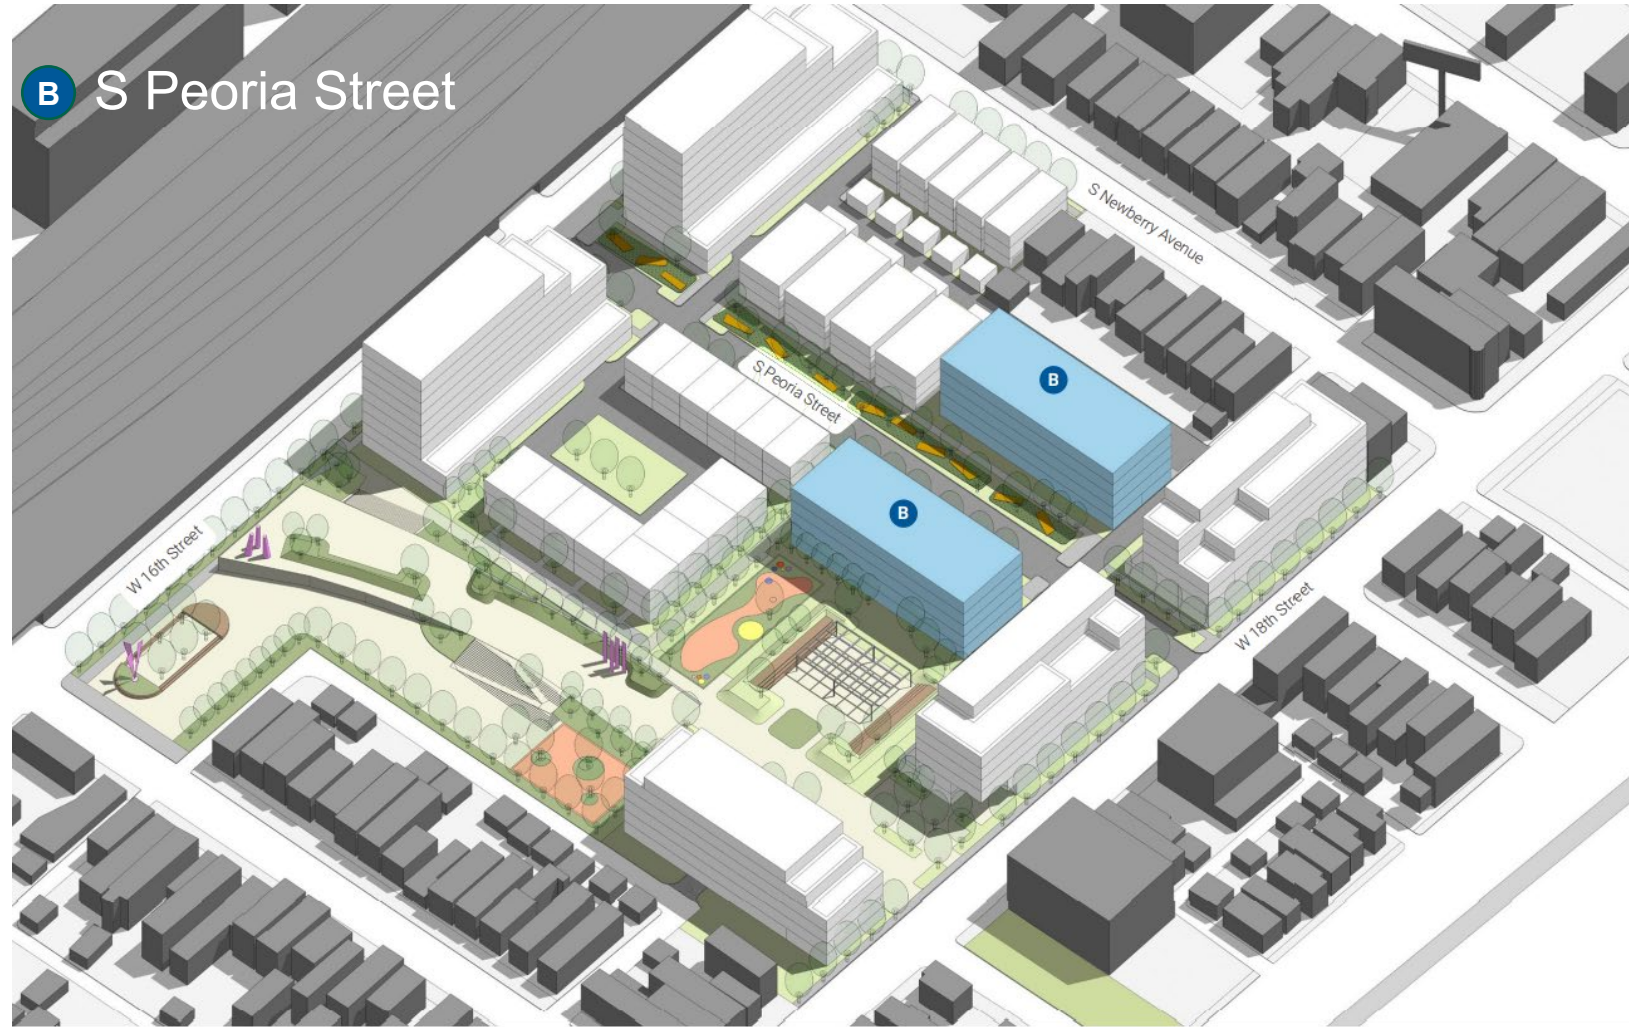 B S Peoria Street
S Newberry Avenue
B
S Peoria Street
B
W 16th Street
W 18th Street